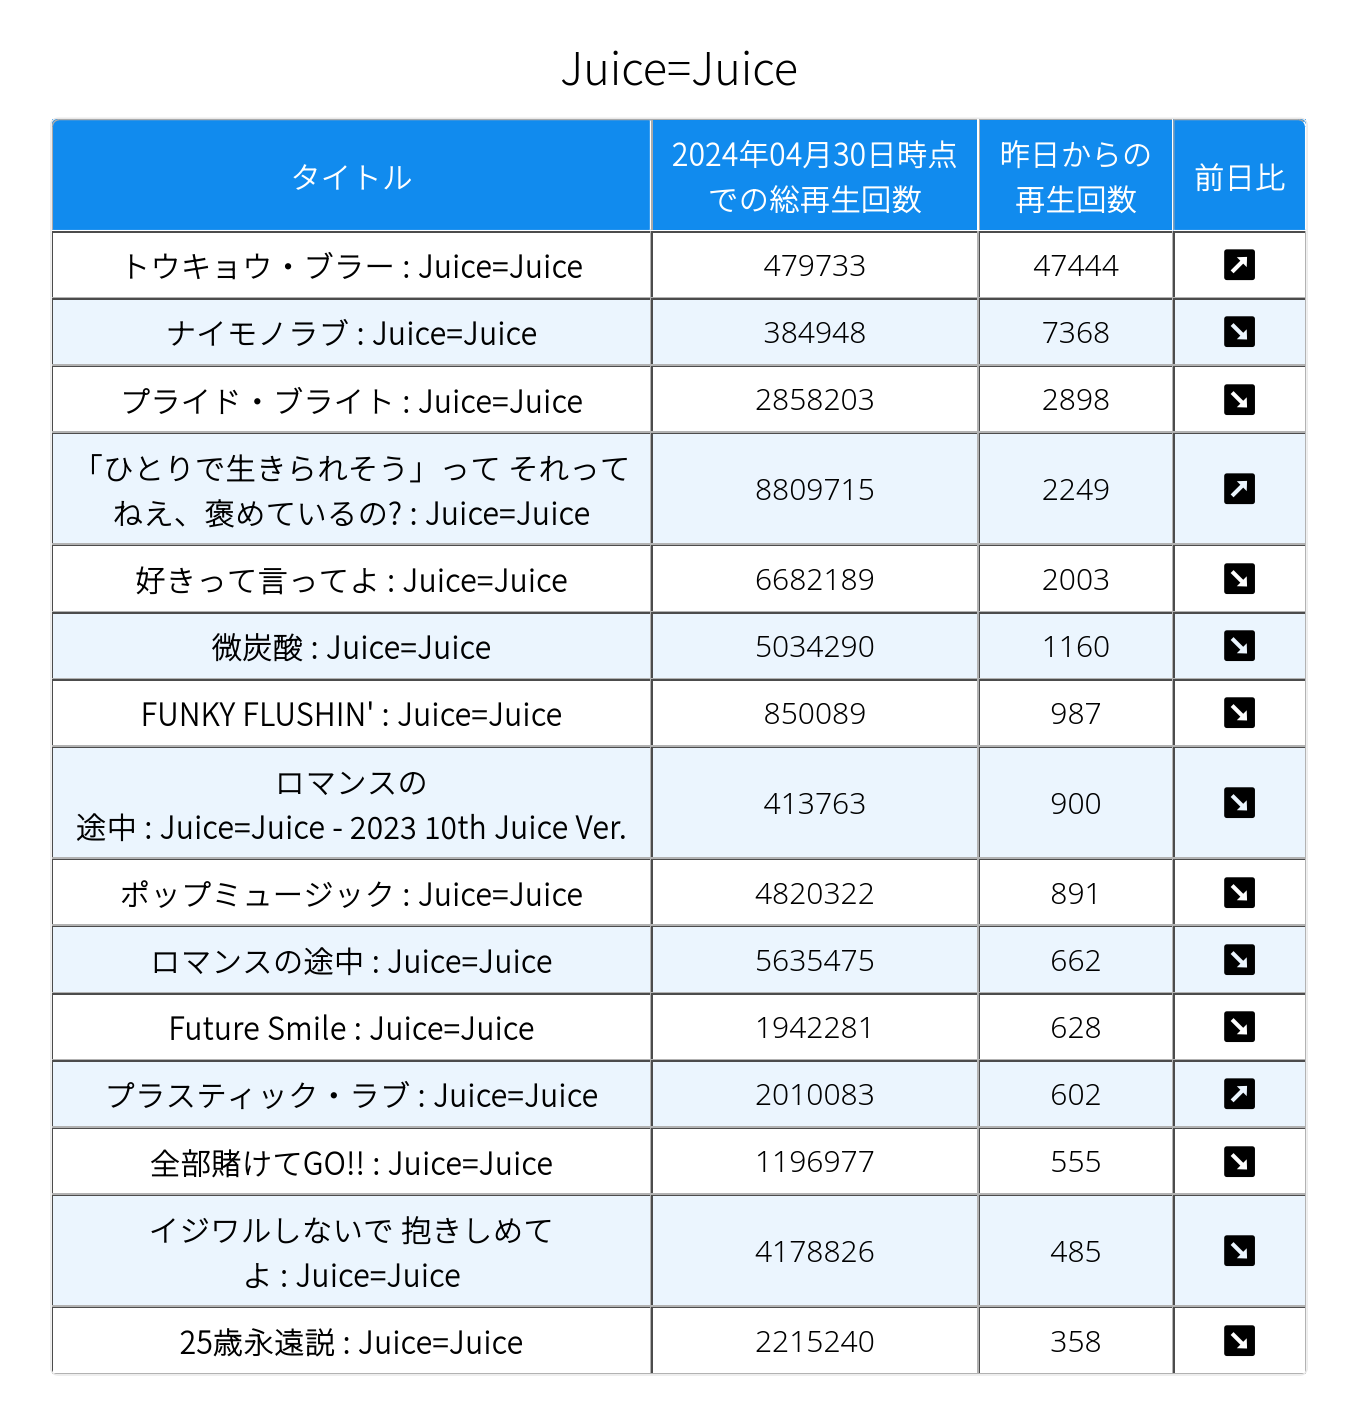 Juice=Juice
タイトル
2024年04月30日時点
での総再生回数
昨日からの
再生回数
前日比
トウキョウ・ブラー : Juice=Juice 479733 47444
ナイモノラブ : Juice=Juice 384948 7368
プライド・ブライト : Juice=Juice 2858203 2898
「ひとりで生きられそう」って それって
ねえ、褒めているの? : Juice=Juice 8809715 2249
好きって言ってよ : Juice=Juice 6682189 2003
微炭酸 : Juice=Juice 5034290 1160
FUNKY FLUSHIN' : Juice=Juice 850089 987
ロマンスの
途中 : Juice=Juice - 2023 10th Juice Ver. 413763 900
ポップミュージック : Juice=Juice 4820322 891
ロマンスの途中 : Juice=Juice 5635475 662
Future Smile : Juice=Juice 1942281 628
プラスティック・ラブ : Juice=Juice 2010083 602
全部賭けてGO!! : Juice=Juice 1196977 555
イジワルしないで 抱きしめて
よ : Juice=Juice 4178826 485
25歳永遠説 : Juice=Juice 2215240 358